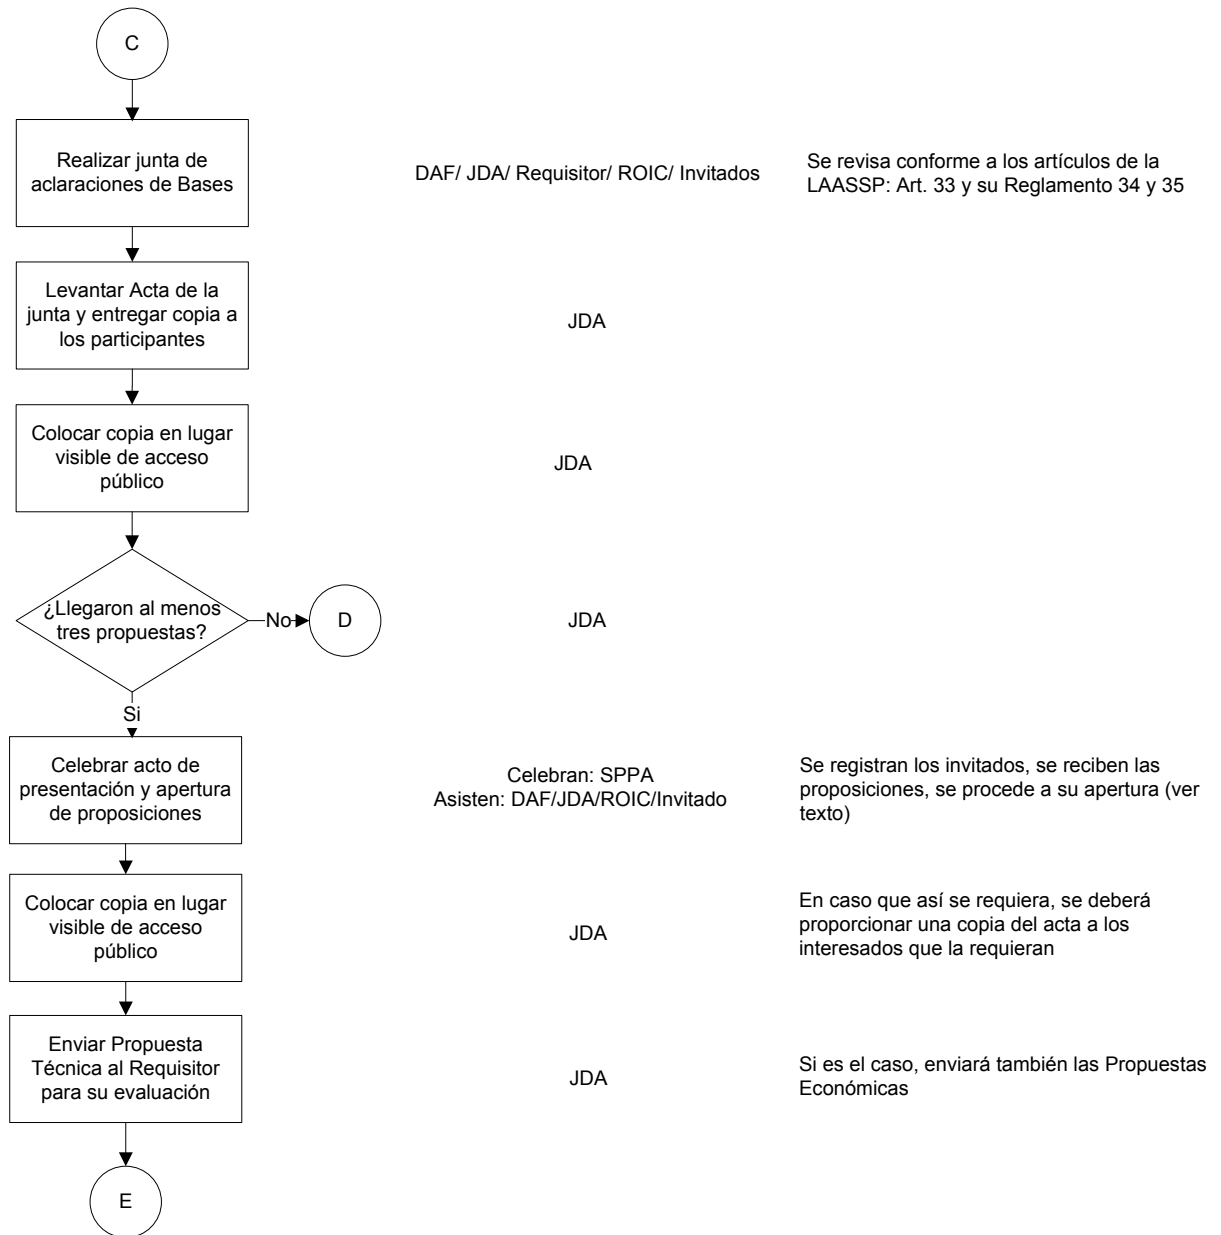 C
Realizar junta de
aclaraciones de Bases
DAF/ JDA/ Requisitor/ ROIC/ Invitados
Se revisa conforme a los artículos de la
LAASSP: Art. 33 y su Reglamento 34 y 35
Levantar Acta de la
junta y entregar copia a
los participantes
JDA
Colocar copia en lugar
visible de acceso
público
JDA
¿Llegaron al menos
tres propuestas?
No
D
JDA
Si
Celebrar acto de
presentación y apertura
de proposiciones
Celebran: SPPA
Asisten: DAF/JDA/ROIC/Invitado
Se registran los invitados, se reciben las
proposiciones, se procede a su apertura (ver
texto)
Colocar copia en lugar
visible de acceso
público
JDA
En caso que así se requiera, se deberá
proporcionar una copia del acta a los
interesados que la requieran
Enviar Propuesta
Técnica al Requisitor
para su evaluación
JDA
Si es el caso, enviará también las Propuestas
Económicas
E